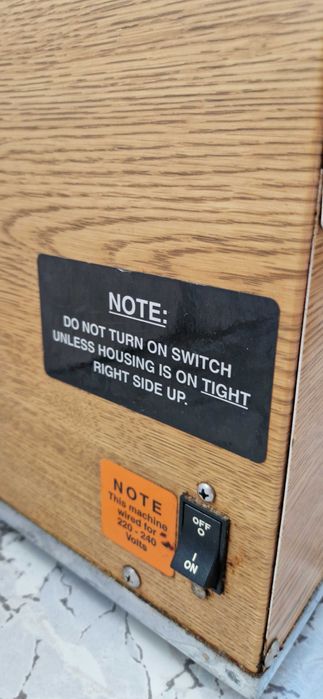 NOTE:
DO NOT TURN ON SWITCH
UNLESS HOUSING IS ON TIGHT
RIGHT SIDE UP.
NOTE
This machine
wired for
220 - 240
Volts
OFF
O
I
ON